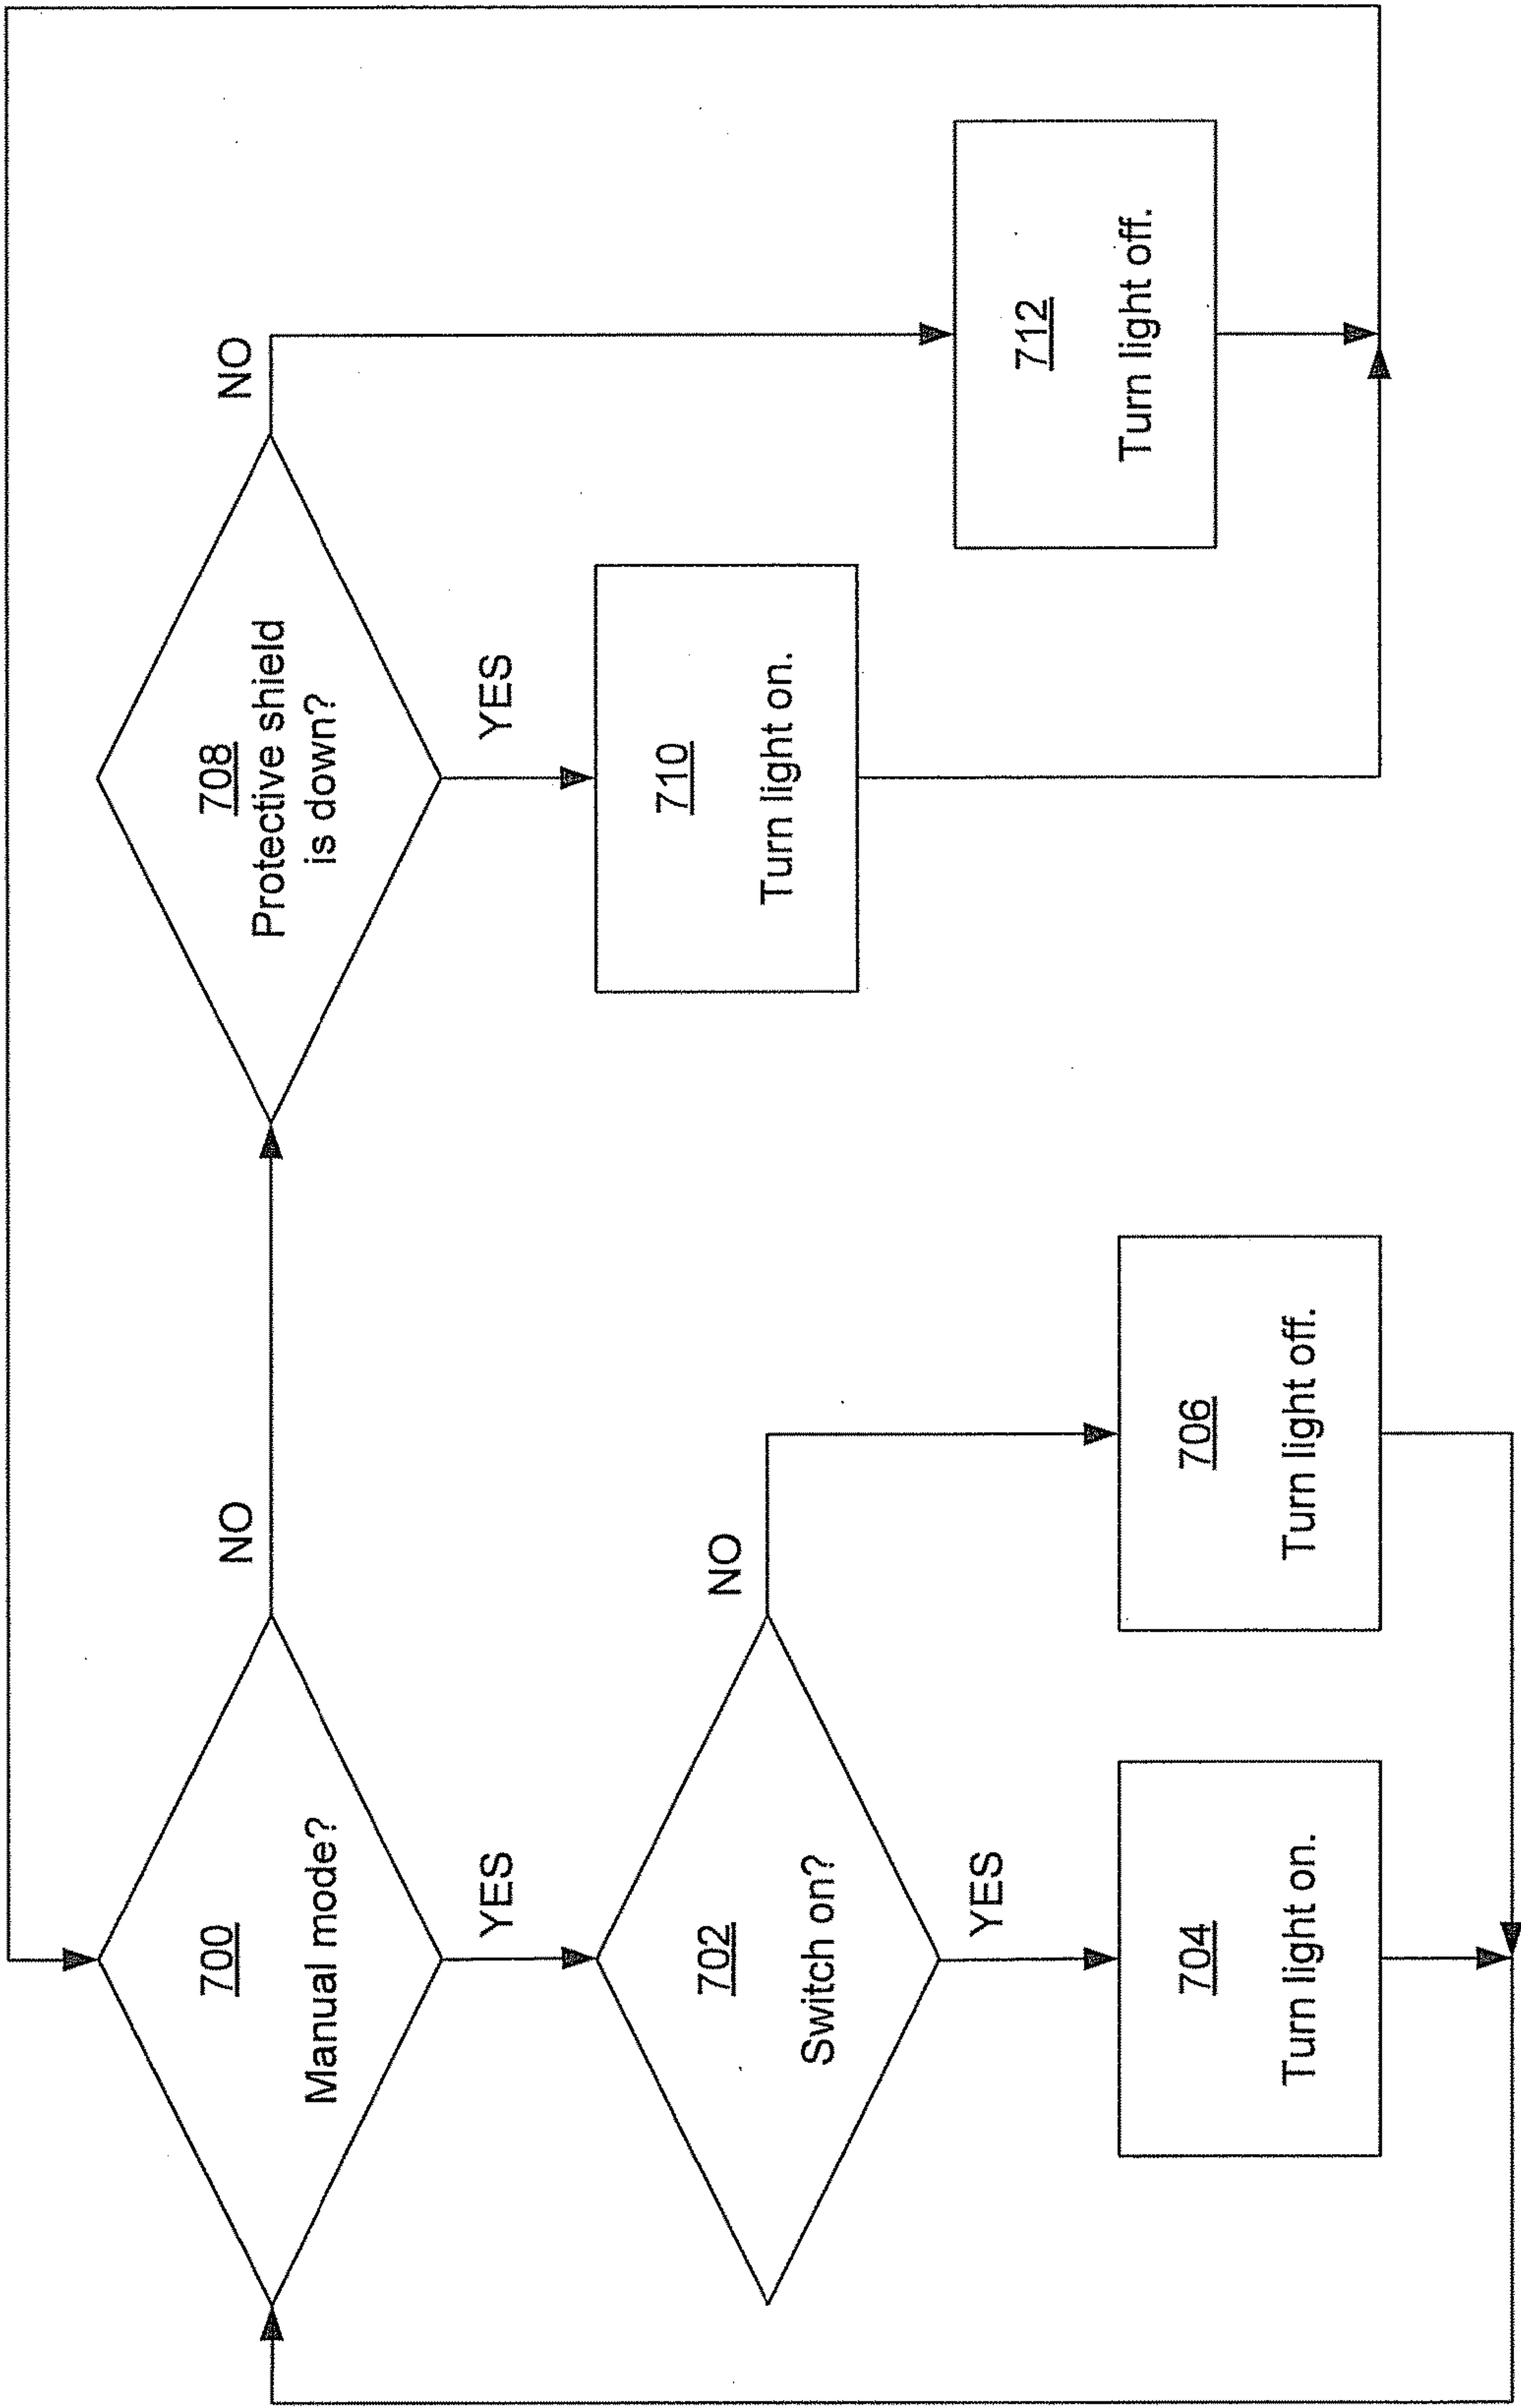 700
Manual mode?
NO
YES
702
Switch on?
NO
YES
704
Turn light on.
706
Turn light off.
708
Protective shield
is down?
NO
YES
710
Turn light on.
712
Turn light off.